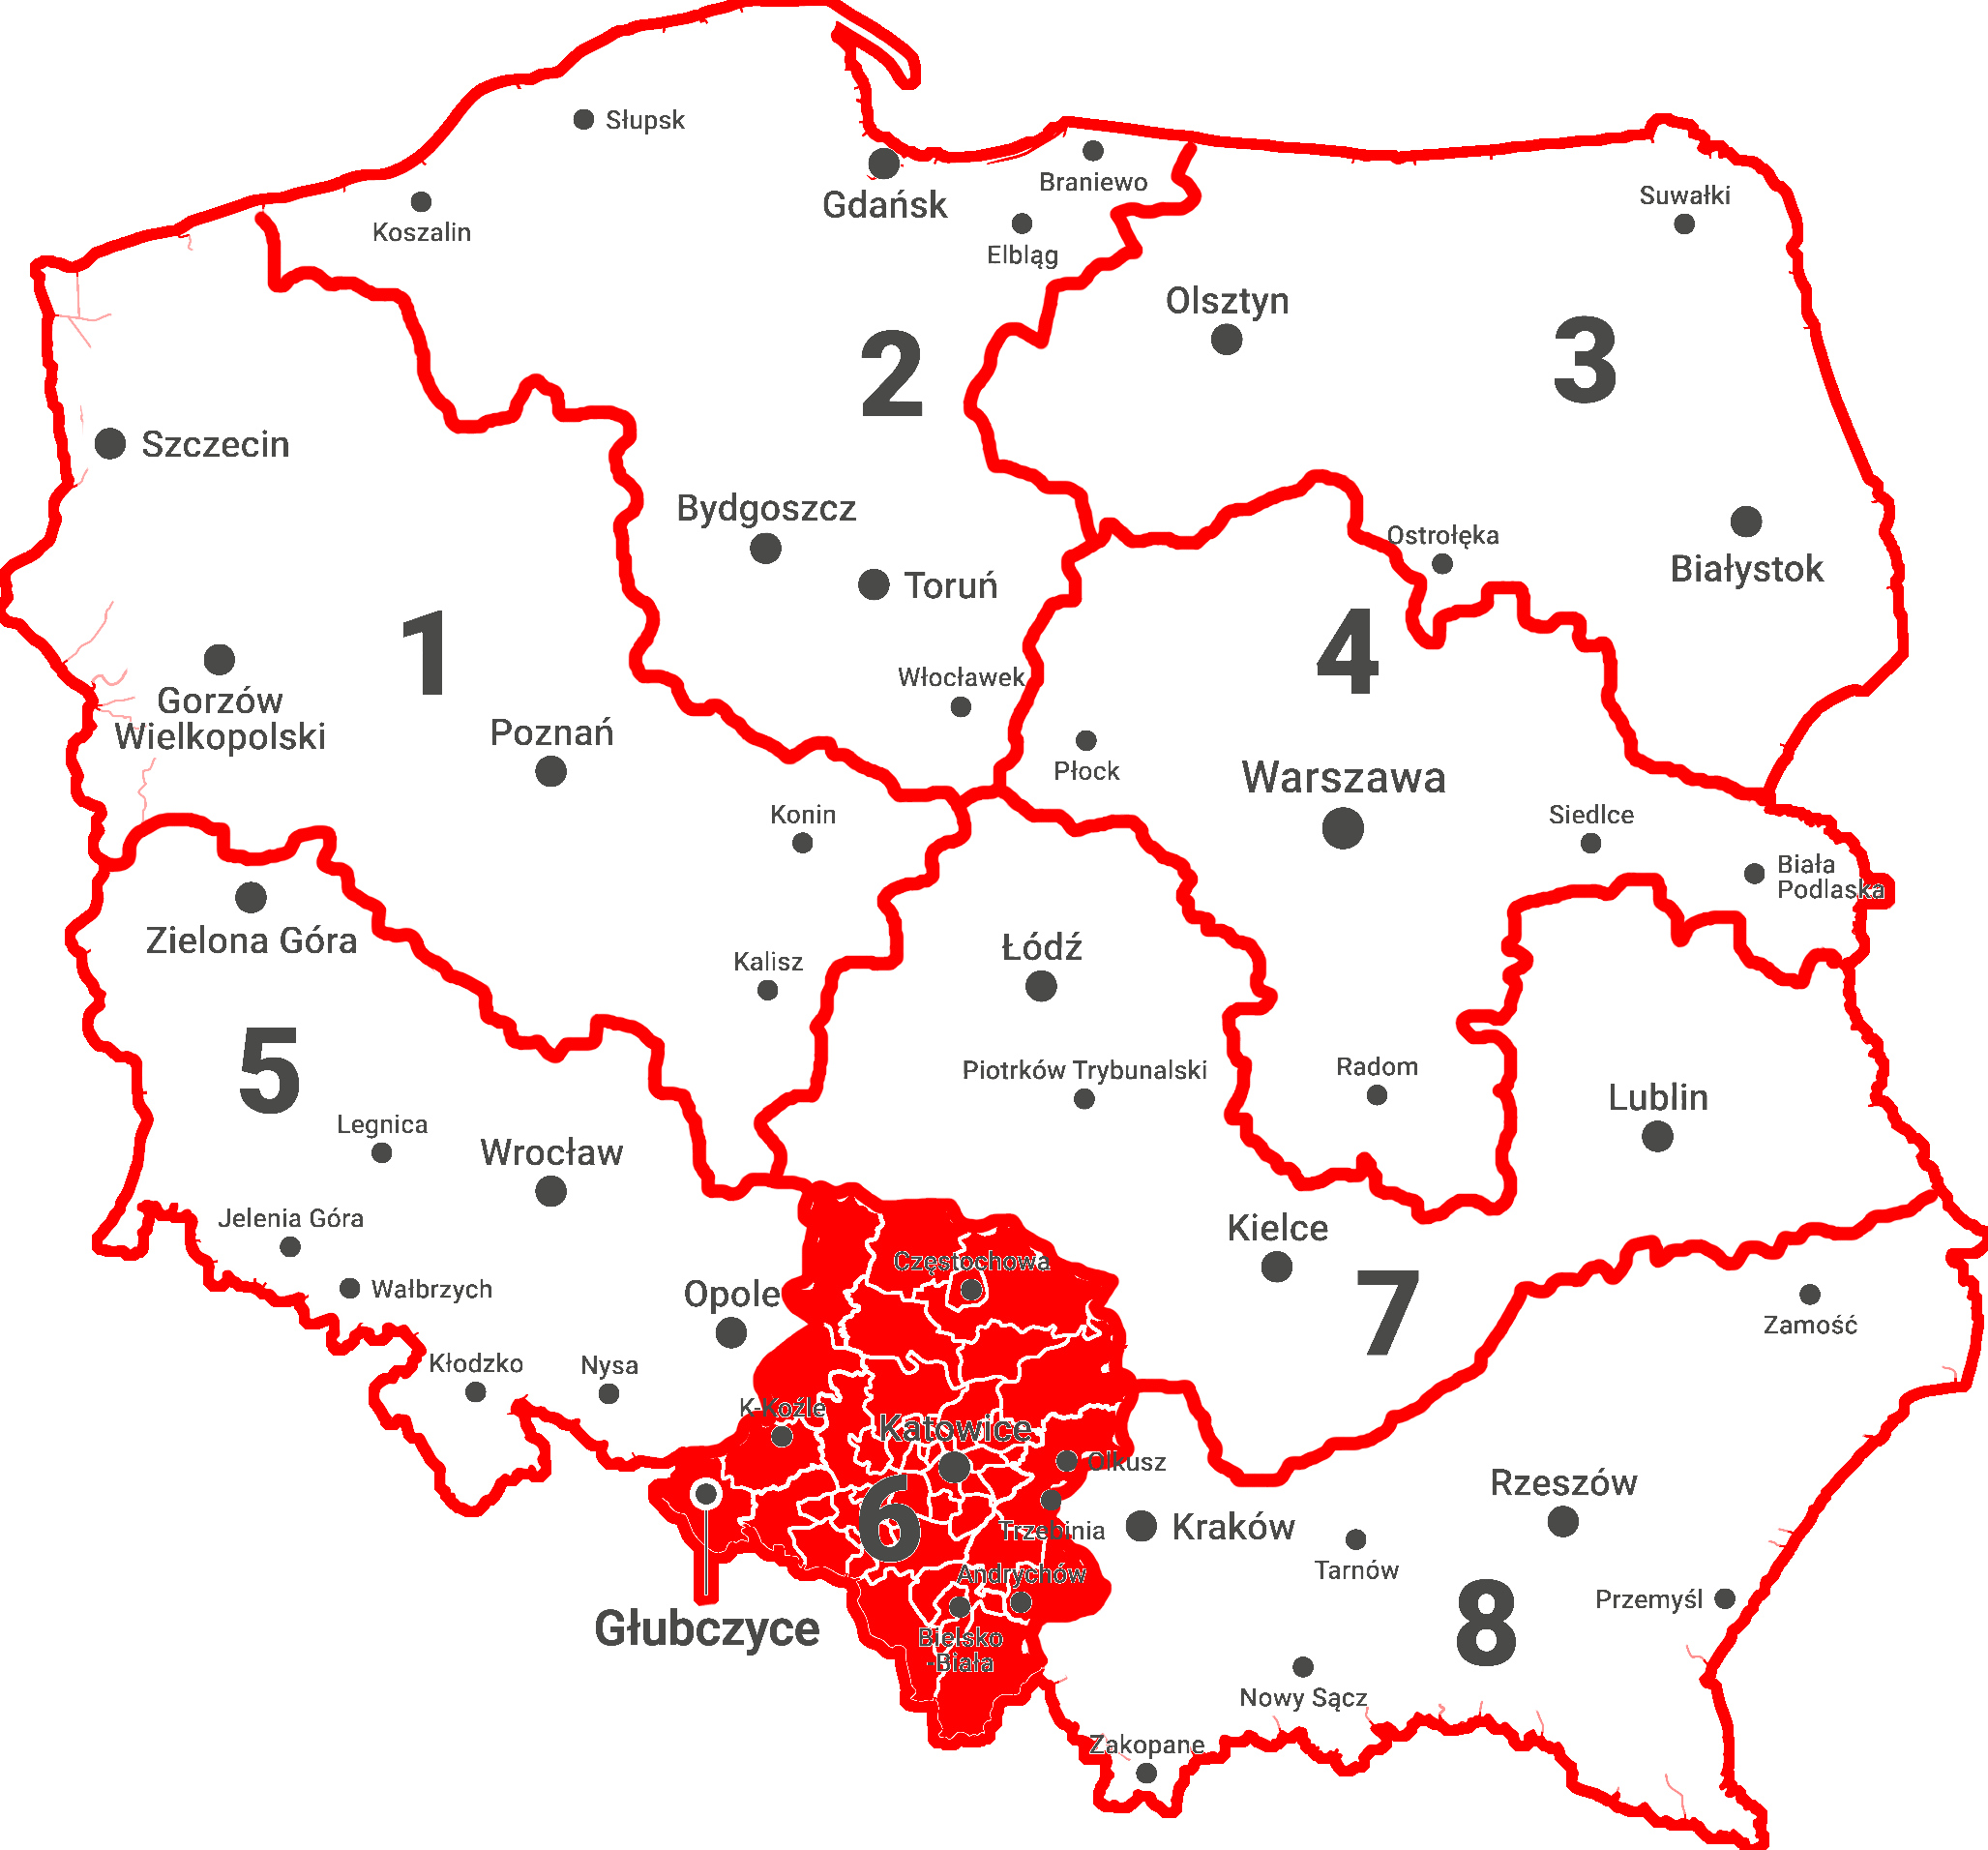 Słupsk
Gdańsk
Braniewo
Suwałki
Koszalin
Elbląg
Olsztyn
2
3
Szczecin
Bydgoszcz
Ostrołęka
Białystok
Toruń
1
4
Włocławek
Gorzów
Wielkopolski
Poznań
Płock
Warszawa
Konin
Siedlce
Biała
Podlaska
Zielona Góra
Łódź
Kalisz
5
Piotrków Trybunalski
Radom
Lublin
Legnica
Wrocław
Jelenia Góra
Kielce
Częstochowa
Wałbrzych
Opole
7
Zamość
Kłodzko
Nysa
K-Koźle
Katowice
Olkusz
Rzeszów
6
Trzebinia
Kraków
Tarnów
Andrychów
Przemyśl
Głubczyce
8
Bielsko
-Biała
Nowy Sącz
Zakopane